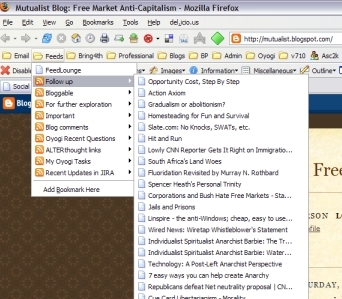 Mutualist Blog: Free Market Anti-Capitalism - Mozilla Firefox
File Edit View Go Bookmarks Tools Help del.icio.us
http://mutualist.blogspot.com/
Email Feeds Bring4th Professional Blogs BP Admin Oyogi v710 Asc2k
Disable Images Information Miscellaneous Outline
Social
FeedLounge
Follow up
Bloggable
For further exploration
Important
Blog comments
Oyogi Recent Questions
ALTERthought links
My Oyogi Tasks
Recent Updates in JIRA
Add Bookmark Here
Opportunity Cost, Step By Step
Action Axiom
Gradualism or abolitionism?
Homesteading for Fun and Survival
Slate.com: No Knocks, SWATs, etc.
Hit and Run
Lowly CNN Reporter Gets It Right on Immigratio...
South Africa's Land Woes
Fluoridation Revisited by Murray N. Rothbard
Spencer Heath's Personal Trinity
Corporations and Bush Hate Free Markets - Sta...
Jails and Prisons
Linspire - the anti-Windows; cheap, easy to use...
Wired News: Wiretap Whistleblower's Statement
Individualist Spiritualist Anarchist Barbie: The Tr...
Individualist Spiritualist Anarchist Barbie: Water ...
Technology: A Post-Left Anarchist Perspective
7 easy ways you can help create Anarchy
Republicans defeat Net neutrality proposal | CN...
Cue Card Libertarianism - Morality
Blog
Free